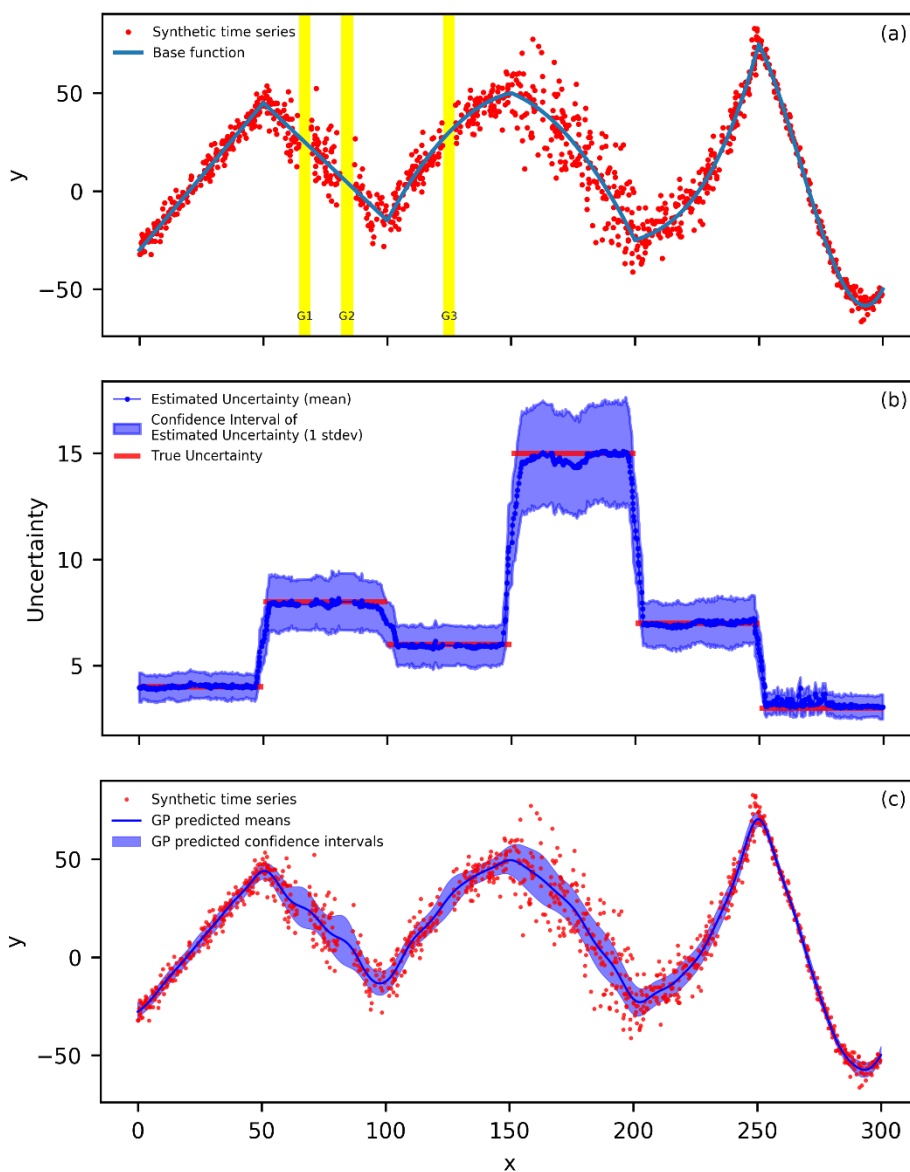 Synthetic time series
Base function
(a)
50
0
−50
y
G1
G2
G3
Estimated Uncertainty (mean)
Confidence Interval of
Estimated Uncertainty (1 stdev)
True Uncertainty
(b)
15
10
5
Uncertainty
Synthetic time series
GP predicted means
GP predicted confidence intervals
(c)
50
0
−50
y
0 50 100 150 200 250 300
x